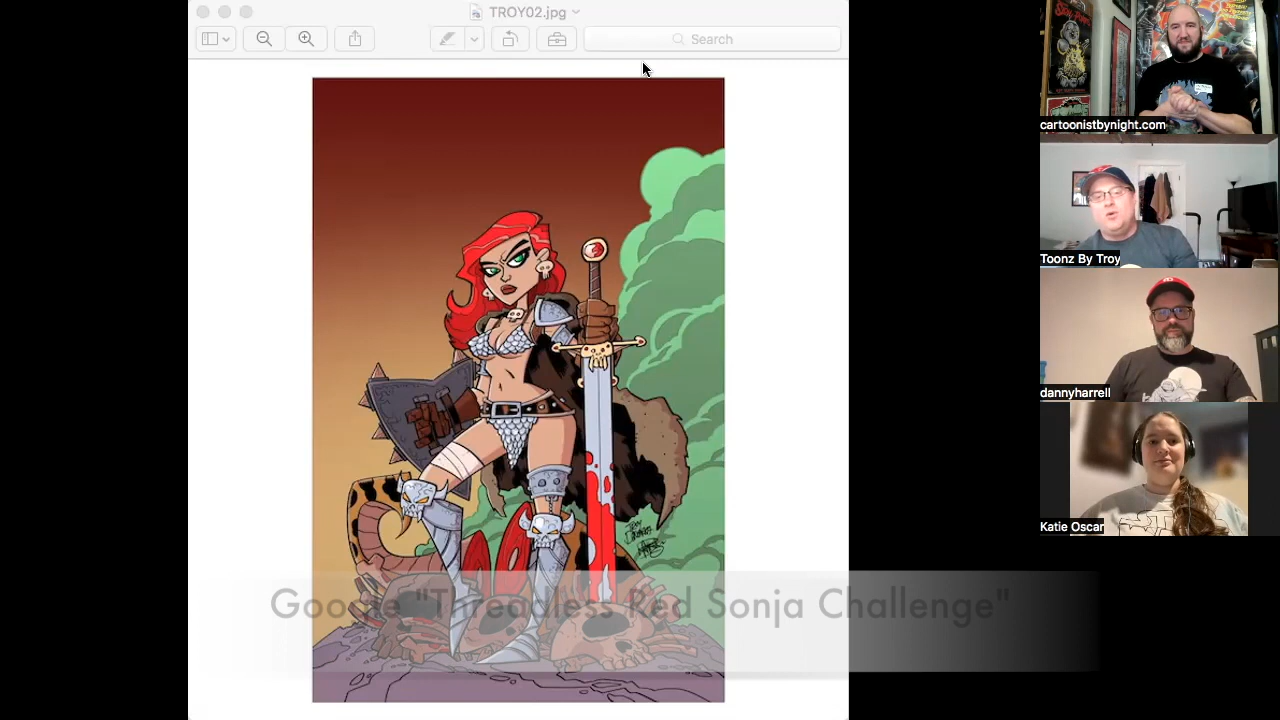 TROY02.jpg
Search
cartoonistbynight.com
Toonz By Troy
dannyharrell
Katie Oscar
Google "Threadless Red Sonja Challenge"